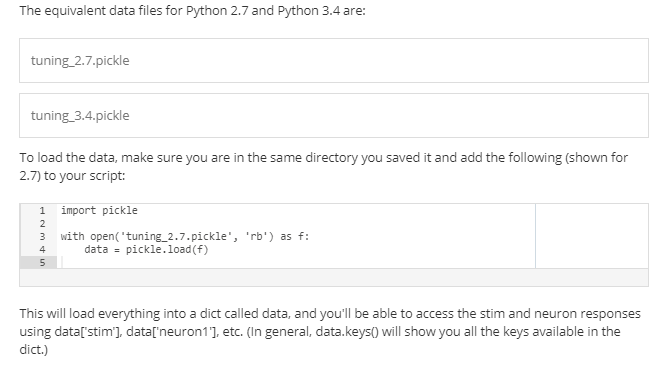 The equivalent data files for Python 2.7 and Python 3.4 are:
tuning_2.7.pickle
tuning_3.4.pickle
To load the data, make sure you are in the same directory you saved it and add the following (shown for
2.7) to your script:
1 import pickle
2
3 with open('tuning_2.7.pickle', 'rb') as f:
4     data = pickle.load(f)
5
This will load everything into a dict called data, and you'll be able to access the stim and neuron responses
using data['stim'], data['neuron1'], etc. (In general, data.keys() will show you all the keys available in the
dict.)